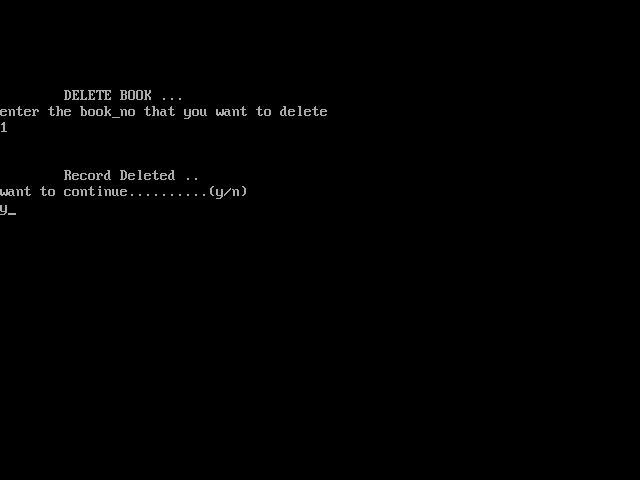 DELETE BOOK ...
enter the book_no that you want to delete
1
Record Deleted ..
want to continue..........(y/n)
y_